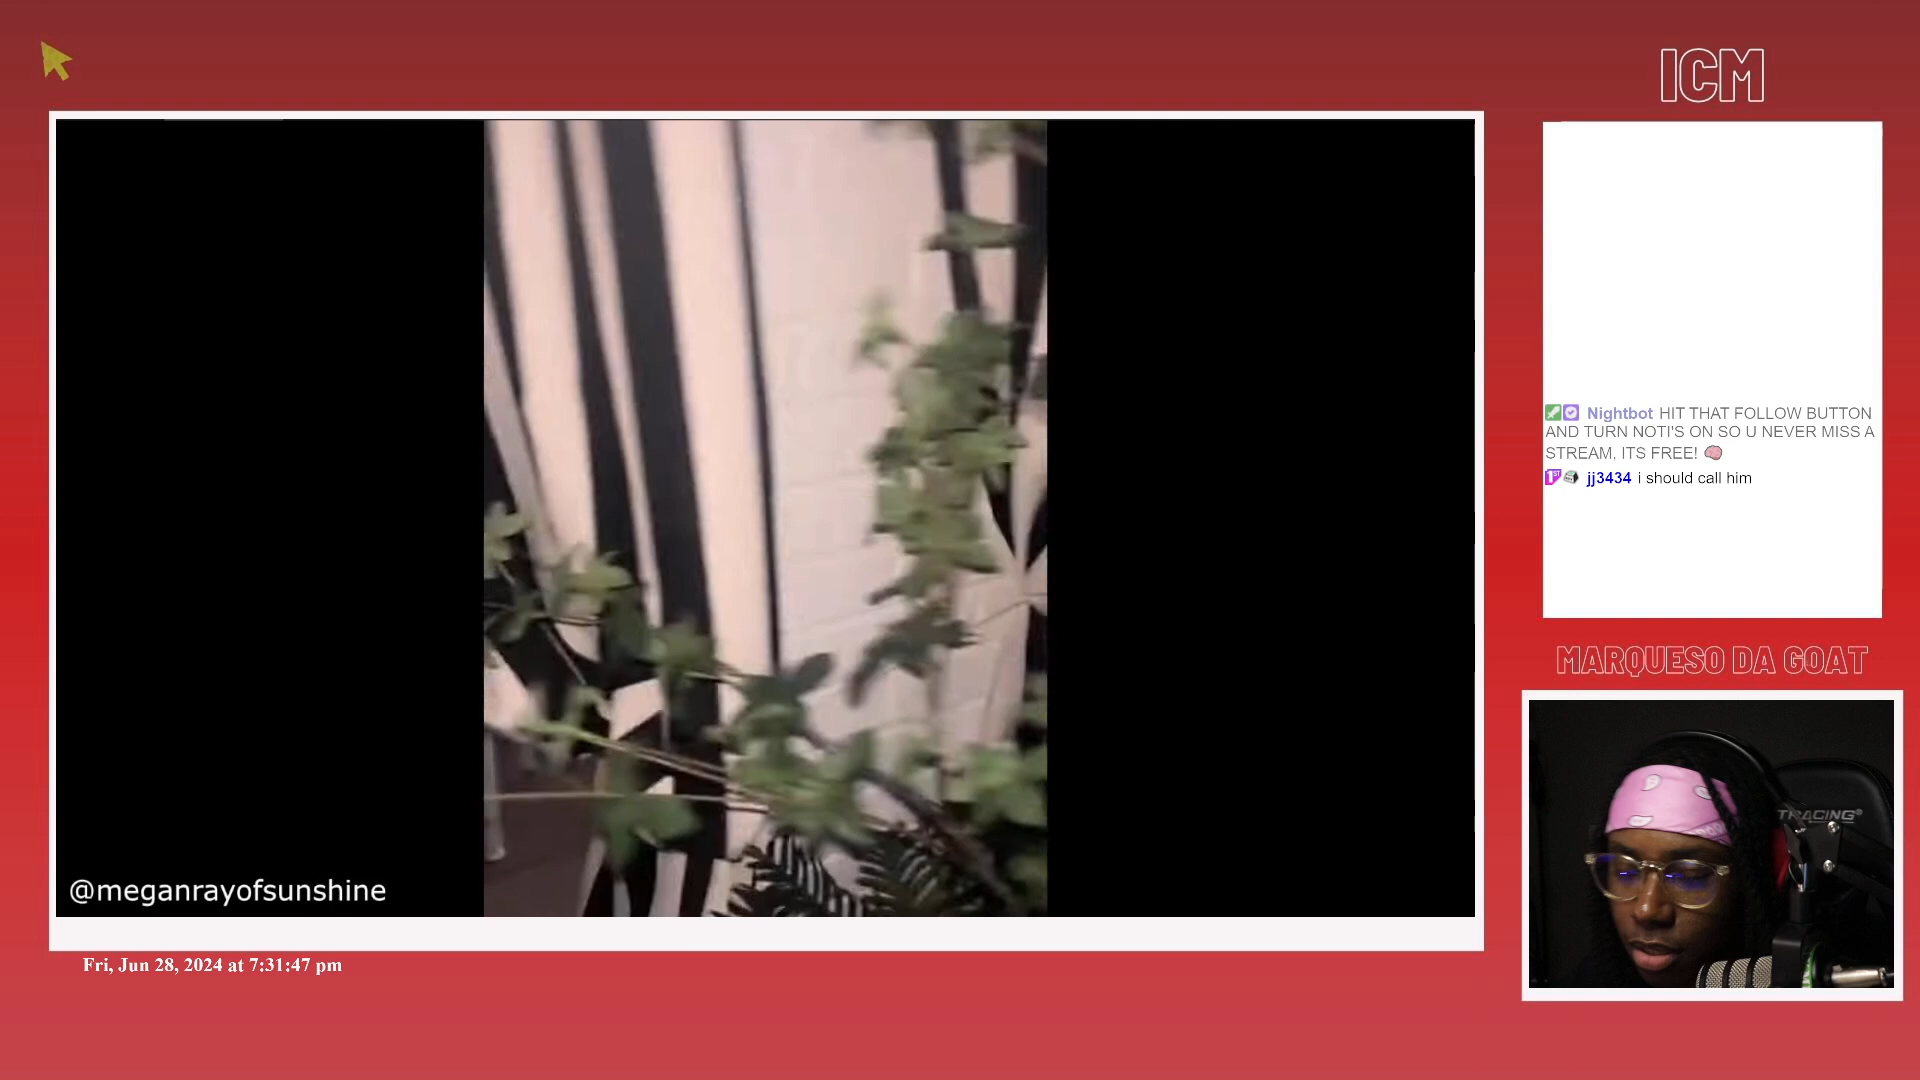 ICM
Nightbot HIT THAT FOLLOW BUTTON
AND TURN NOTI'S ON SO U NEVER MISS A
STREAM, ITS FREE!
jj3434 i should call him
MARQUESO DA GOAT
TRACING
@meganrayofsunshine
Fri, Jun 28, 2024 at 7:31:47 pm